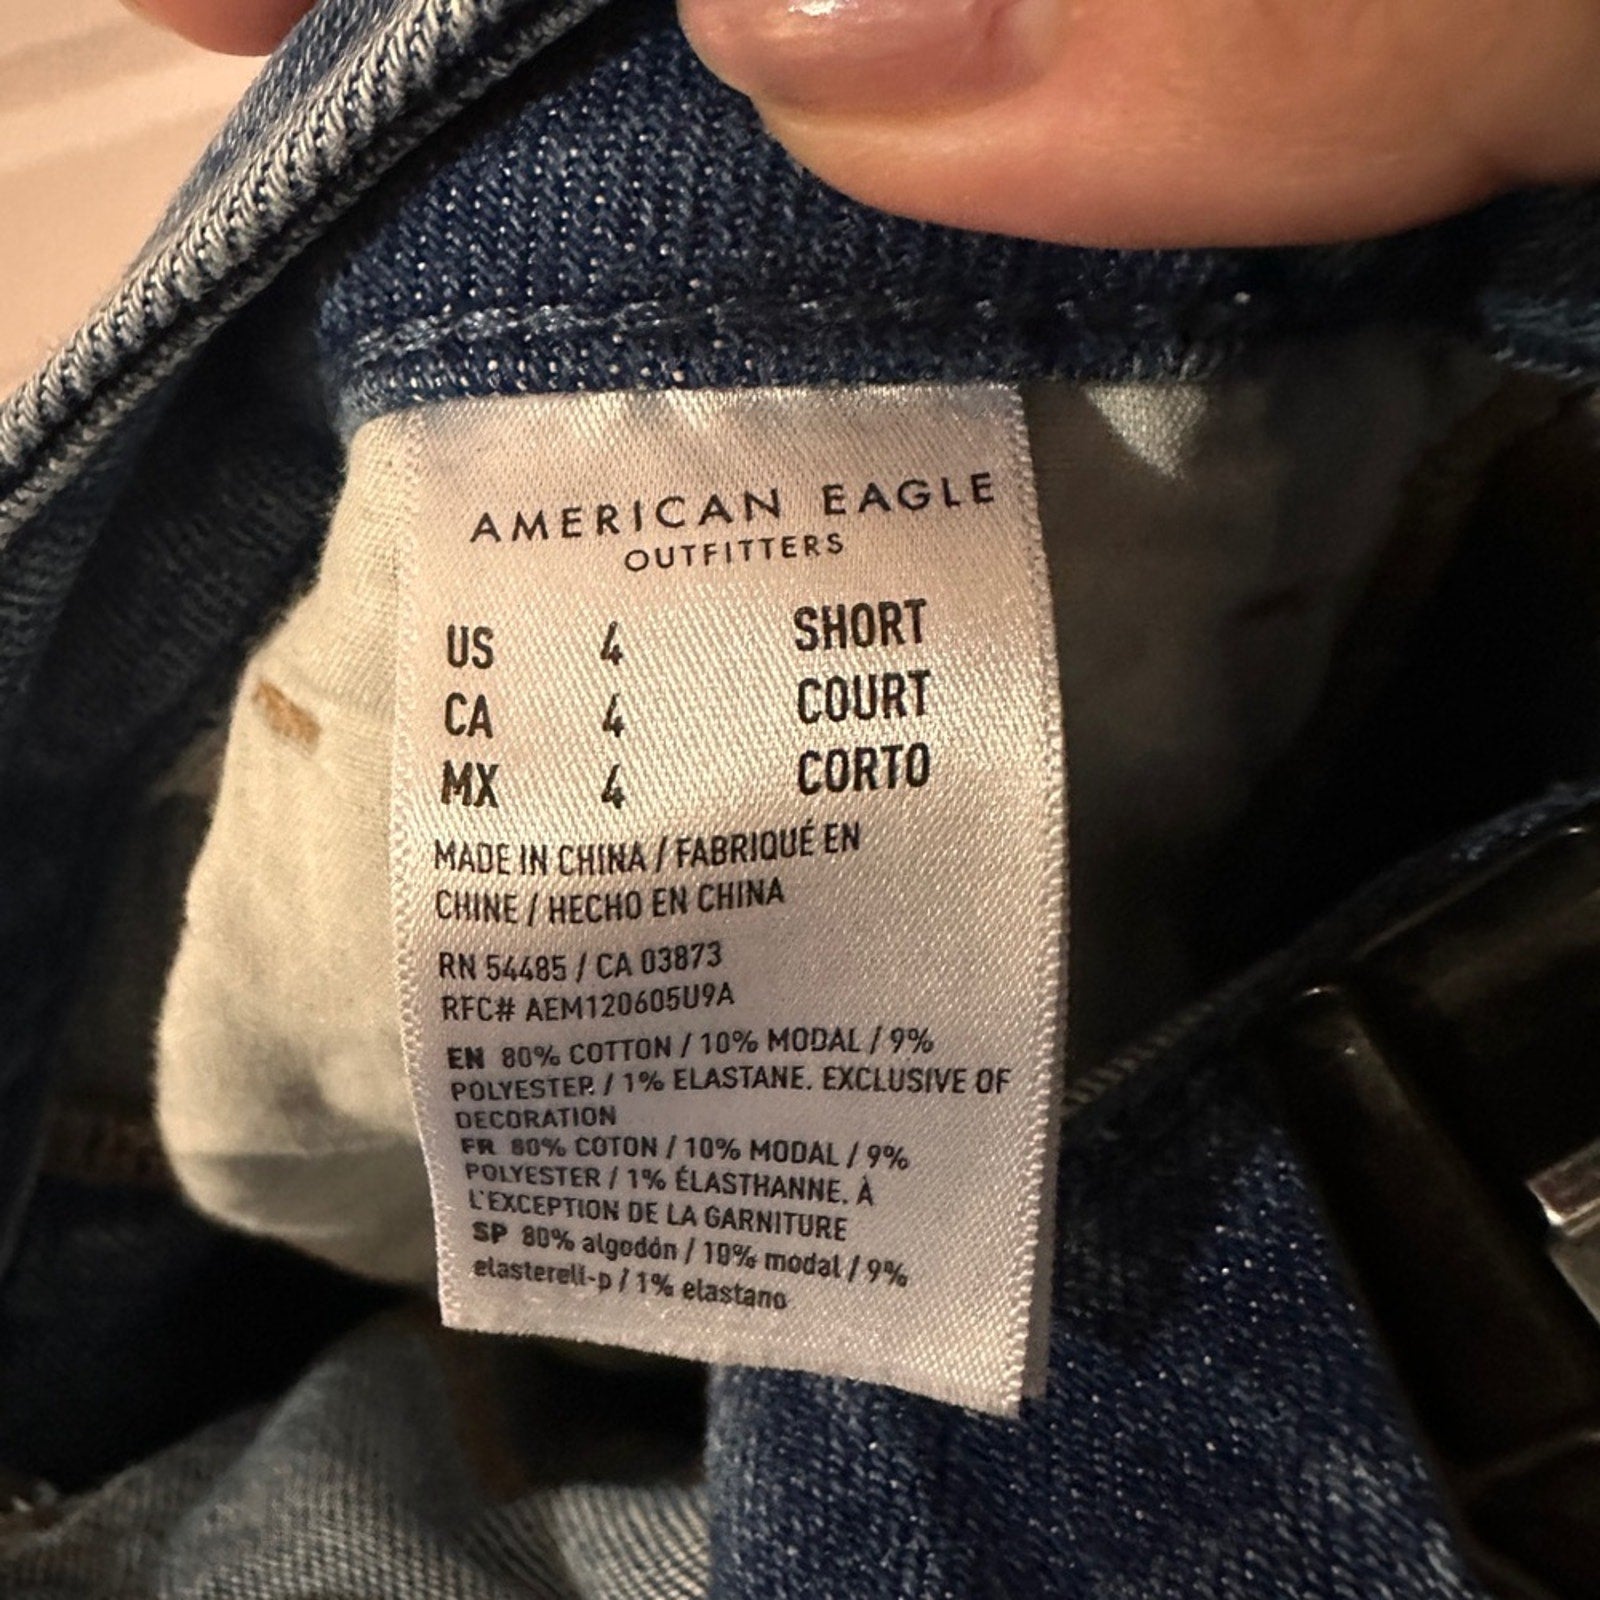 AMERICAN EAGLE
OUTFITTERS
US 4 SHORT
CA 4 COURT
MX 4 CORTO
MADE IN CHINA / FABRIQUÉ EN
CHINE / HECHO EN CHINA
RN 54485 / CA 03873
RFC# AEM120605U9A
EN 80% COTTON / 10% MODAL / 9%
POLYESTER / 1% ELASTANE. EXCLUSIVE OF
DECORATION
FR 80% COTON / 10% MODAL / 9%
POLYESTER / 1% ÉLASTHANNE. À
L'EXCEPTION DE LA GARNITURE
SP 80% algodón / 10% modal / 9%
elasterell-p / 1% elastano